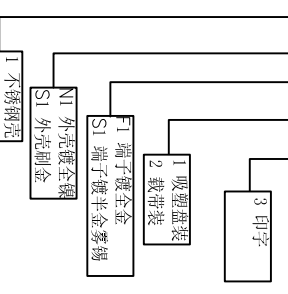 1 不锈钢壳
N1 外壳镀全镍
S1 外壳刷金
F1 端子镀全金
S1 端子镀半金雾锡
1 吸塑盘装
2 载带装
3 印字